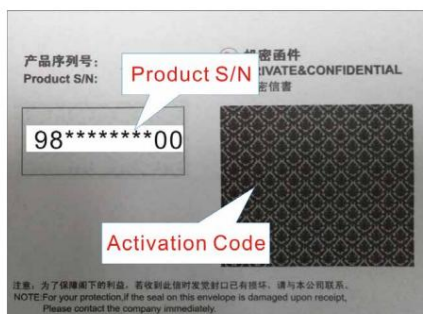 产品序列号:
密函件
Product S/N:
Product S/N
RIVATE&CONFIDENTIAL
密信書
98********00
Activation Code
注意: 为了保障阁下的利益, 若收到此信时发觉封口已有损坏, 请与本公司联系。
NOTE:For your protection,if the seal on this envelope is damaged upon receipt,
Please contact the company immediately.